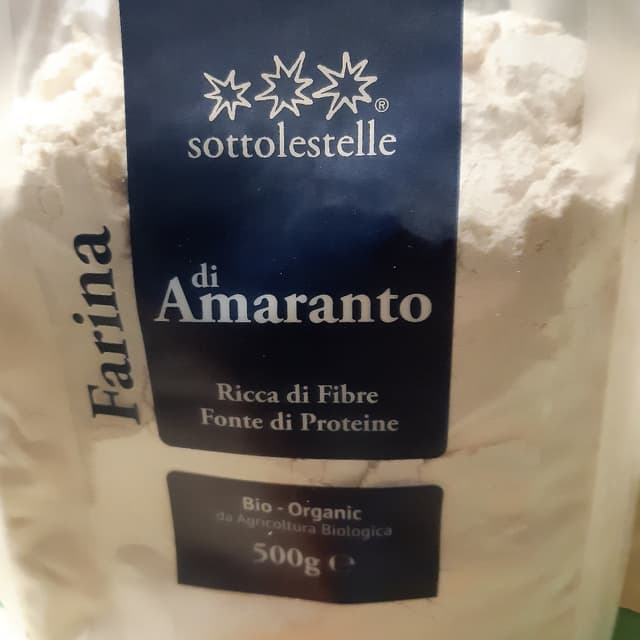 sottolestelle
®
Farina
di
Amaranto
Ricca di Fibre
Fonte di Proteine
Bio - Organic
da Agricoltura Biologica
500g ℮